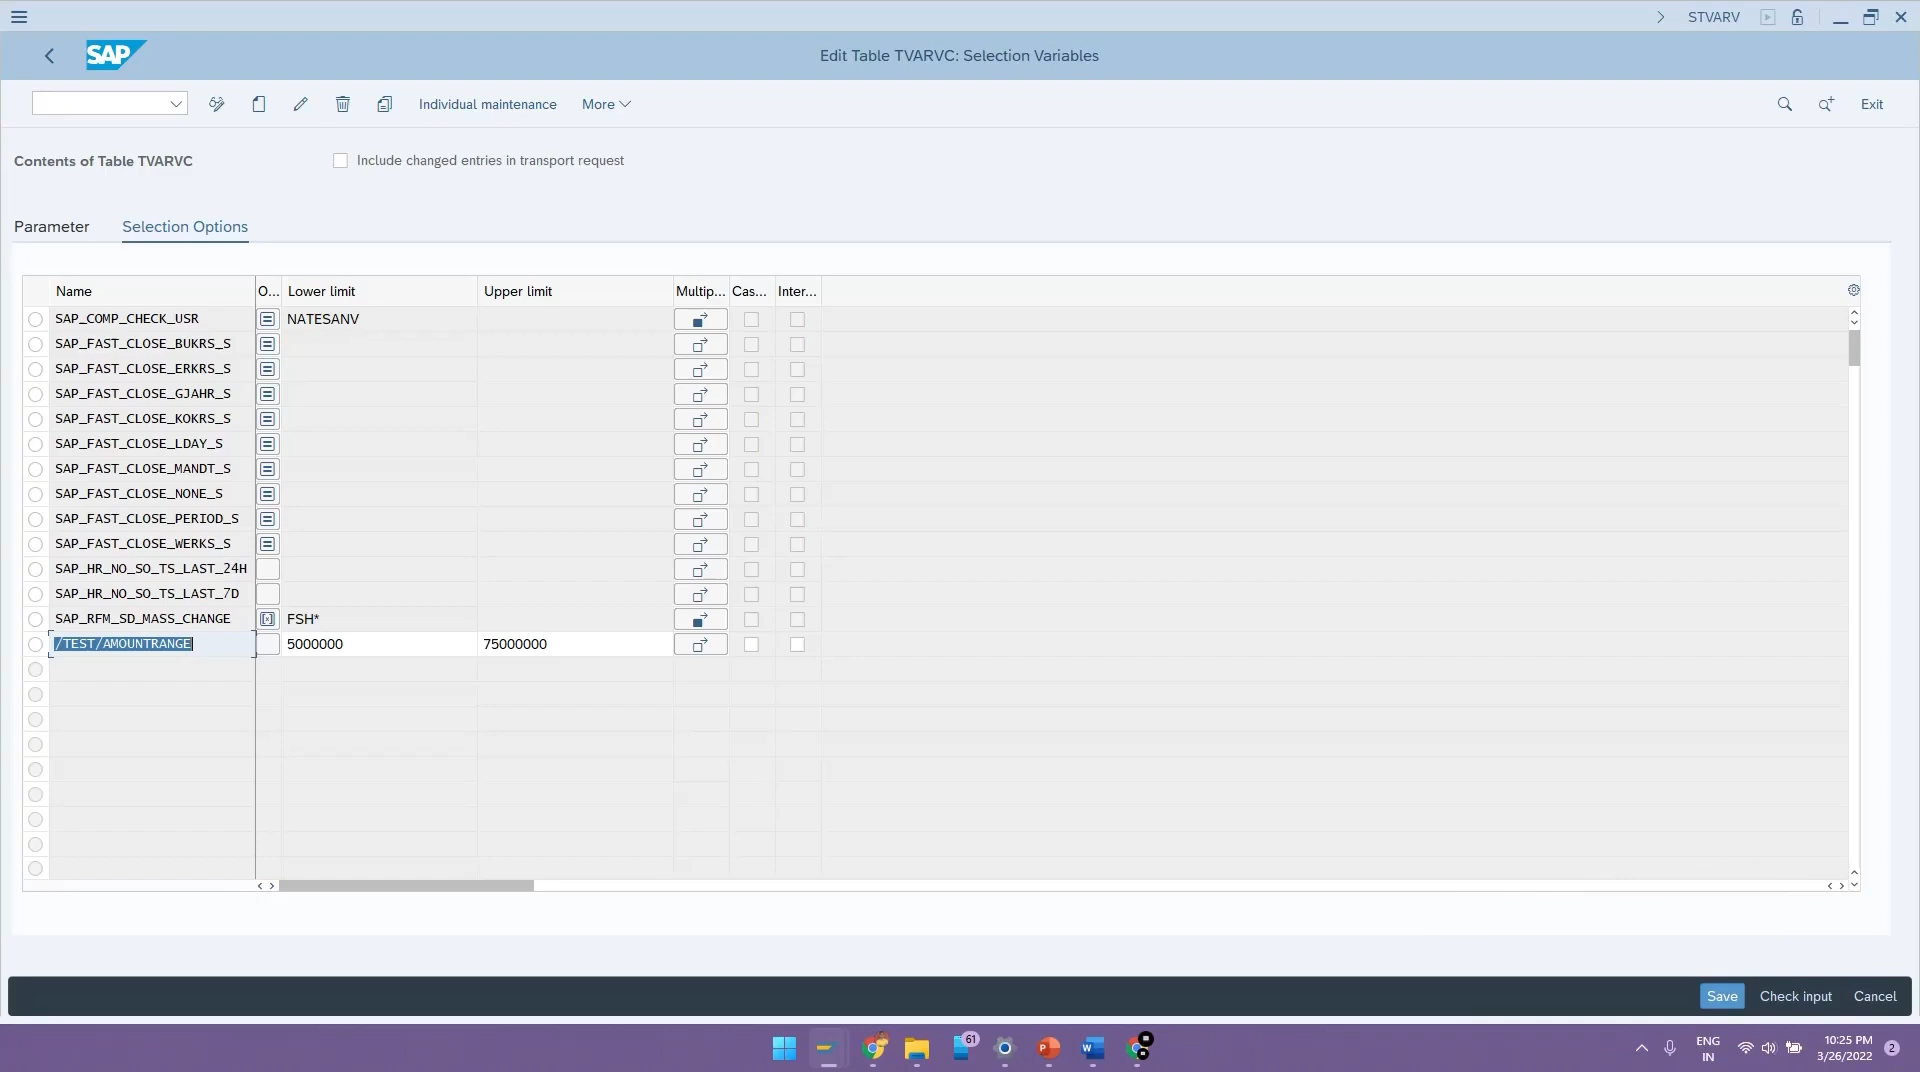 STVARV
SAP
Edit Table TVARVC: Selection Variables
Individual maintenance
More
Exit
Contents of Table TVARVC
Include changed entries in transport request
Parameter
Selection Options
Name O... Lower limit Upper limit Multip... Cas... Inter...
SAP_COMP_CHECK_USR NATESANV
SAP_FAST_CLOSE_BUKRS_S
SAP_FAST_CLOSE_ERKRS_S
SAP_FAST_CLOSE_GJAHR_S
SAP_FAST_CLOSE_KOKRS_S
SAP_FAST_CLOSE_LDAY_S
SAP_FAST_CLOSE_MANDT_S
SAP_FAST_CLOSE_NONE_S
SAP_FAST_CLOSE_PERIOD_S
SAP_FAST_CLOSE_WERKS_S
SAP_HR_NO_SO_TS_LAST_24H
SAP_HR_NO_SO_TS_LAST_7D
SAP_RFM_SD_MASS_CHANGE FSH*
/TEST/AMOUNTRANGE 5000000 75000000
Save Check input Cancel
61
ENG
IN
10:25 PM
3/26/2022
2